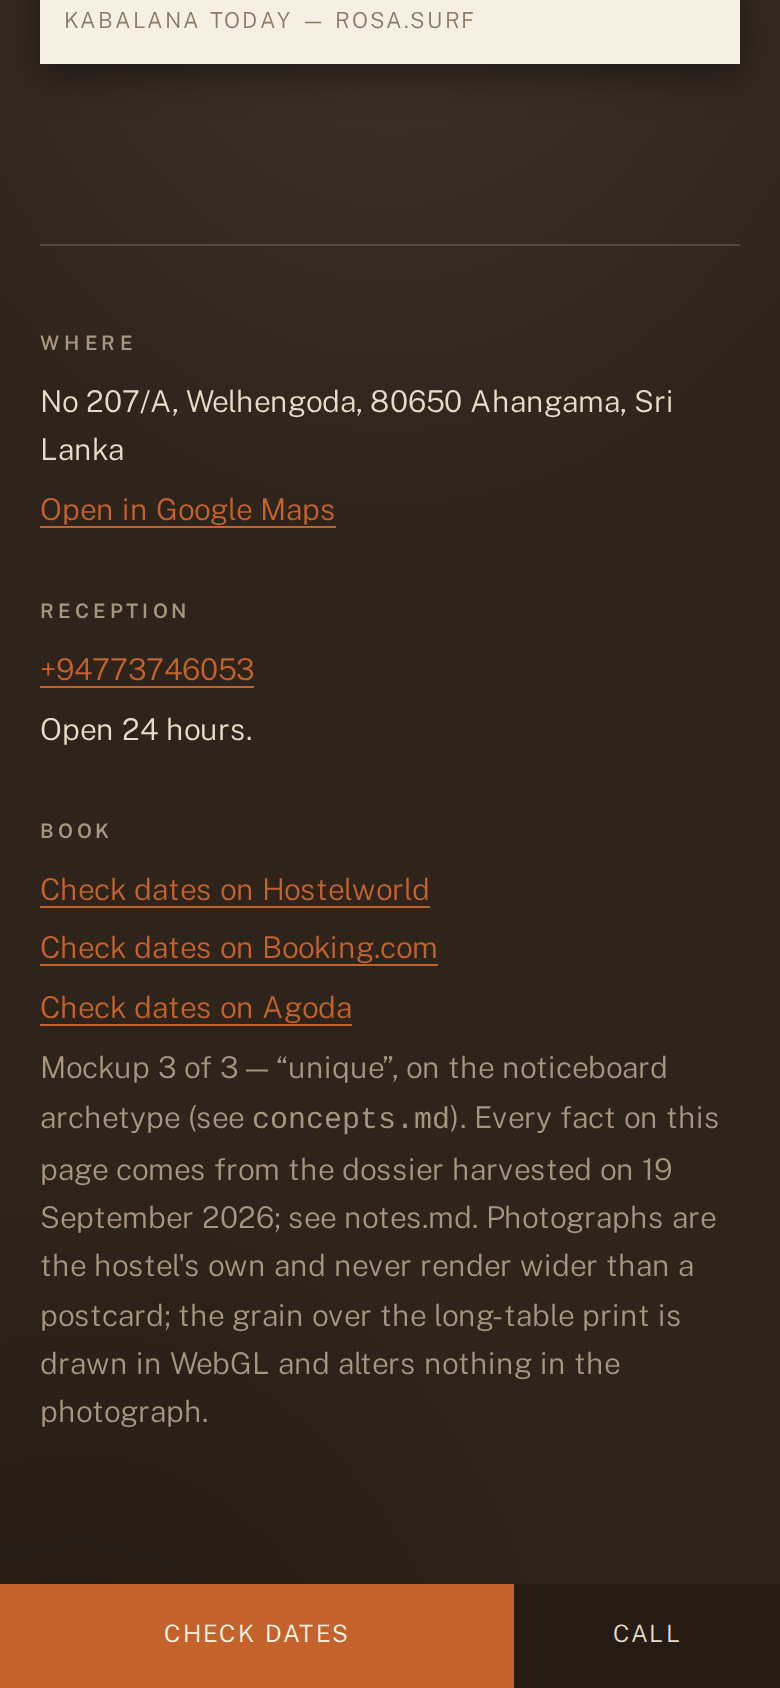 KABALANA TODAY — ROSA.SURF
WHERE
No 207/A, Welhengoda, 80650 Ahangama, Sri
Lanka
Open in Google Maps
RECEPTION
+94773746053
Open 24 hours.
BOOK
Check dates on Hostelworld
Check dates on Booking.com
Check dates on Agoda
Mockup 3 of 3 — “unique”, on the noticeboard
archetype (see concepts.md). Every fact on this
page comes from the dossier harvested on 19
September 2026; see notes.md. Photographs are
the hostel's own and never render wider than a
postcard; the grain over the long-table print is
drawn in WebGL and alters nothing in the
photograph.
CHECK DATES
CALL